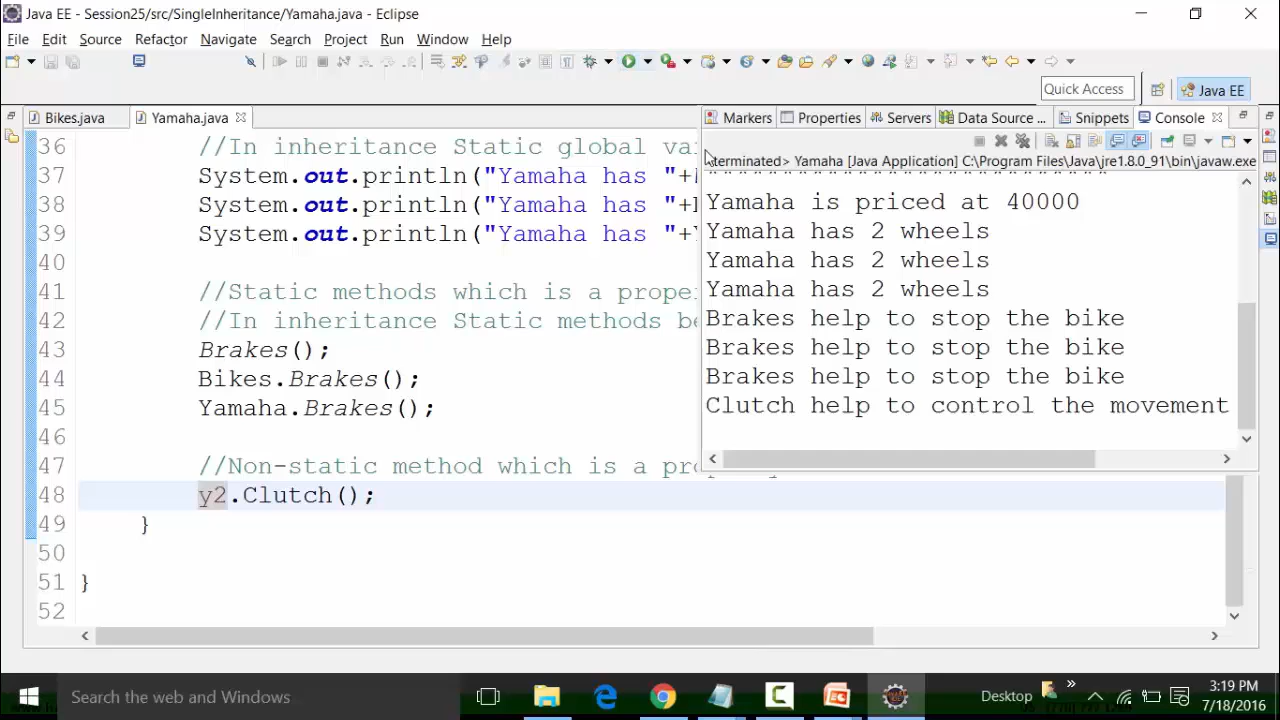 Java EE - Session25/src/SingleInheritance/Yamaha.java - Eclipse
File Edit Source Refactor Navigate Search Project Run Window Help
Quick Access
Java EE
Bikes.java
Yamaha.java
Markers
Properties
Servers
Data Source ...
Snippets
Console
terminated> Yamaha [Java Application] C:\Program Files\Java\jre1.8.0_91\bin\javaw.exe
36 //In inheritance Static global va
37 System.out.println("Yamaha has "+
38 System.out.println("Yamaha has "+
39 System.out.println("Yamaha has "+
40
41 //Static methods which is a prope
42 //In inheritance Static methods be
43 Brakes();
44 Bikes.Brakes();
45 Yamaha.Brakes();
46
47 //Non-static method which is a
48 y2.Clutch();
49 }
50
51 }
52
Yamaha is priced at 40000
Yamaha has 2 wheels
Yamaha has 2 wheels
Yamaha has 2 wheels
Brakes help to stop the bike
Brakes help to stop the bike
Brakes help to stop the bike
Clutch help to control the movement
Search the web and Windows
Desktop
3:19 PM
7/18/2016